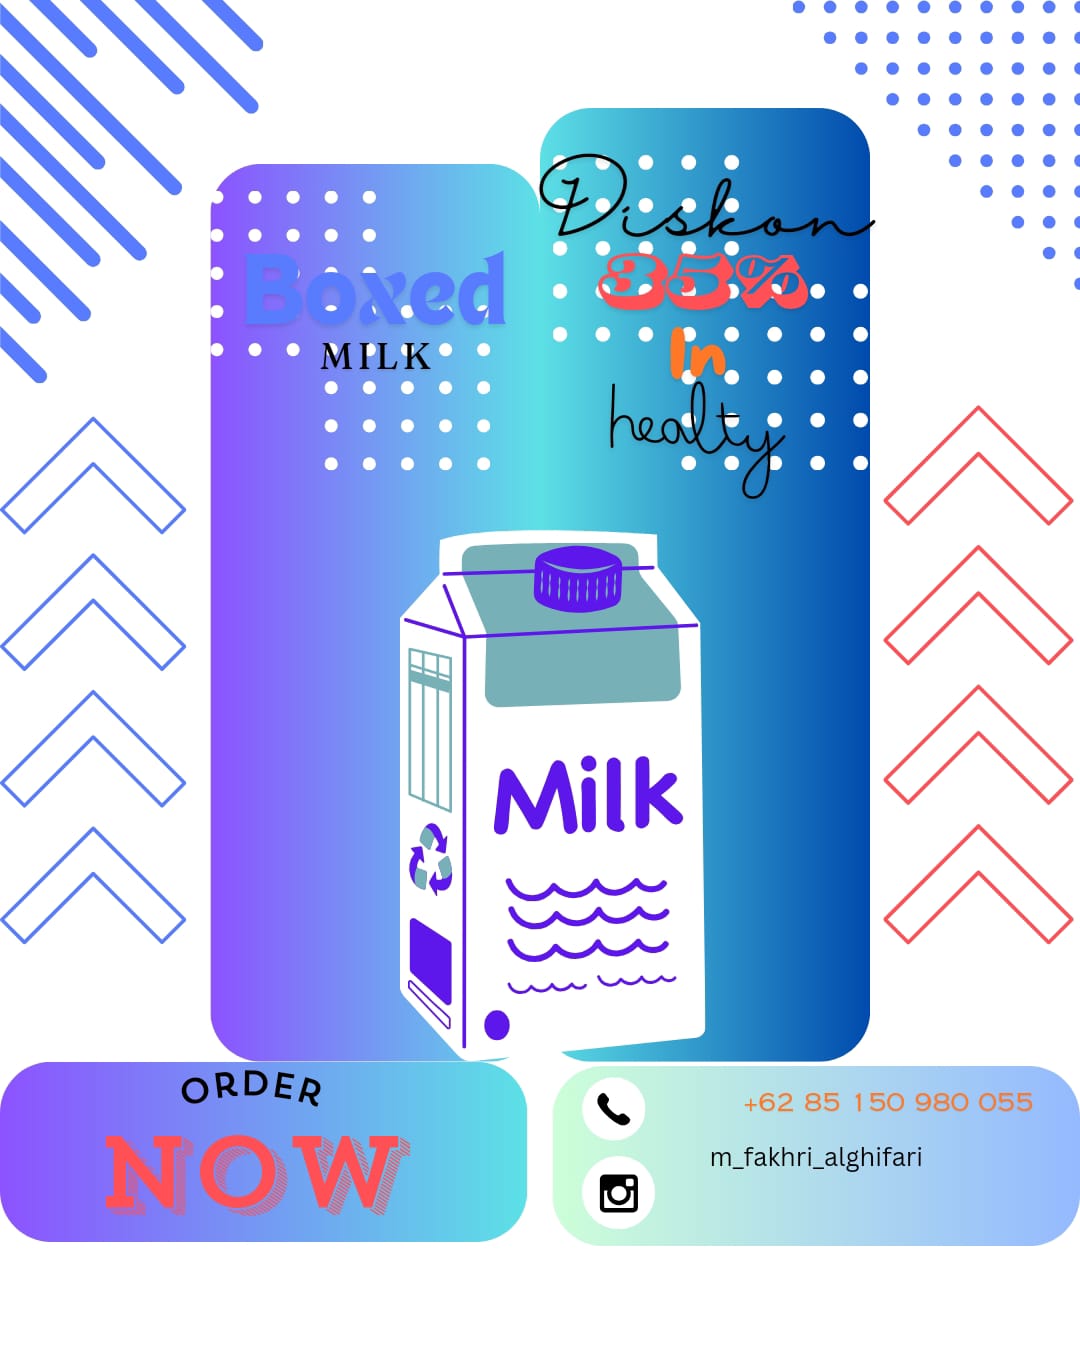 Boxed
MILK
Diskon
35%
In
healty
Milk
ORDER
NOW
+62 85 150 980 055
m_fakhri_alghifari